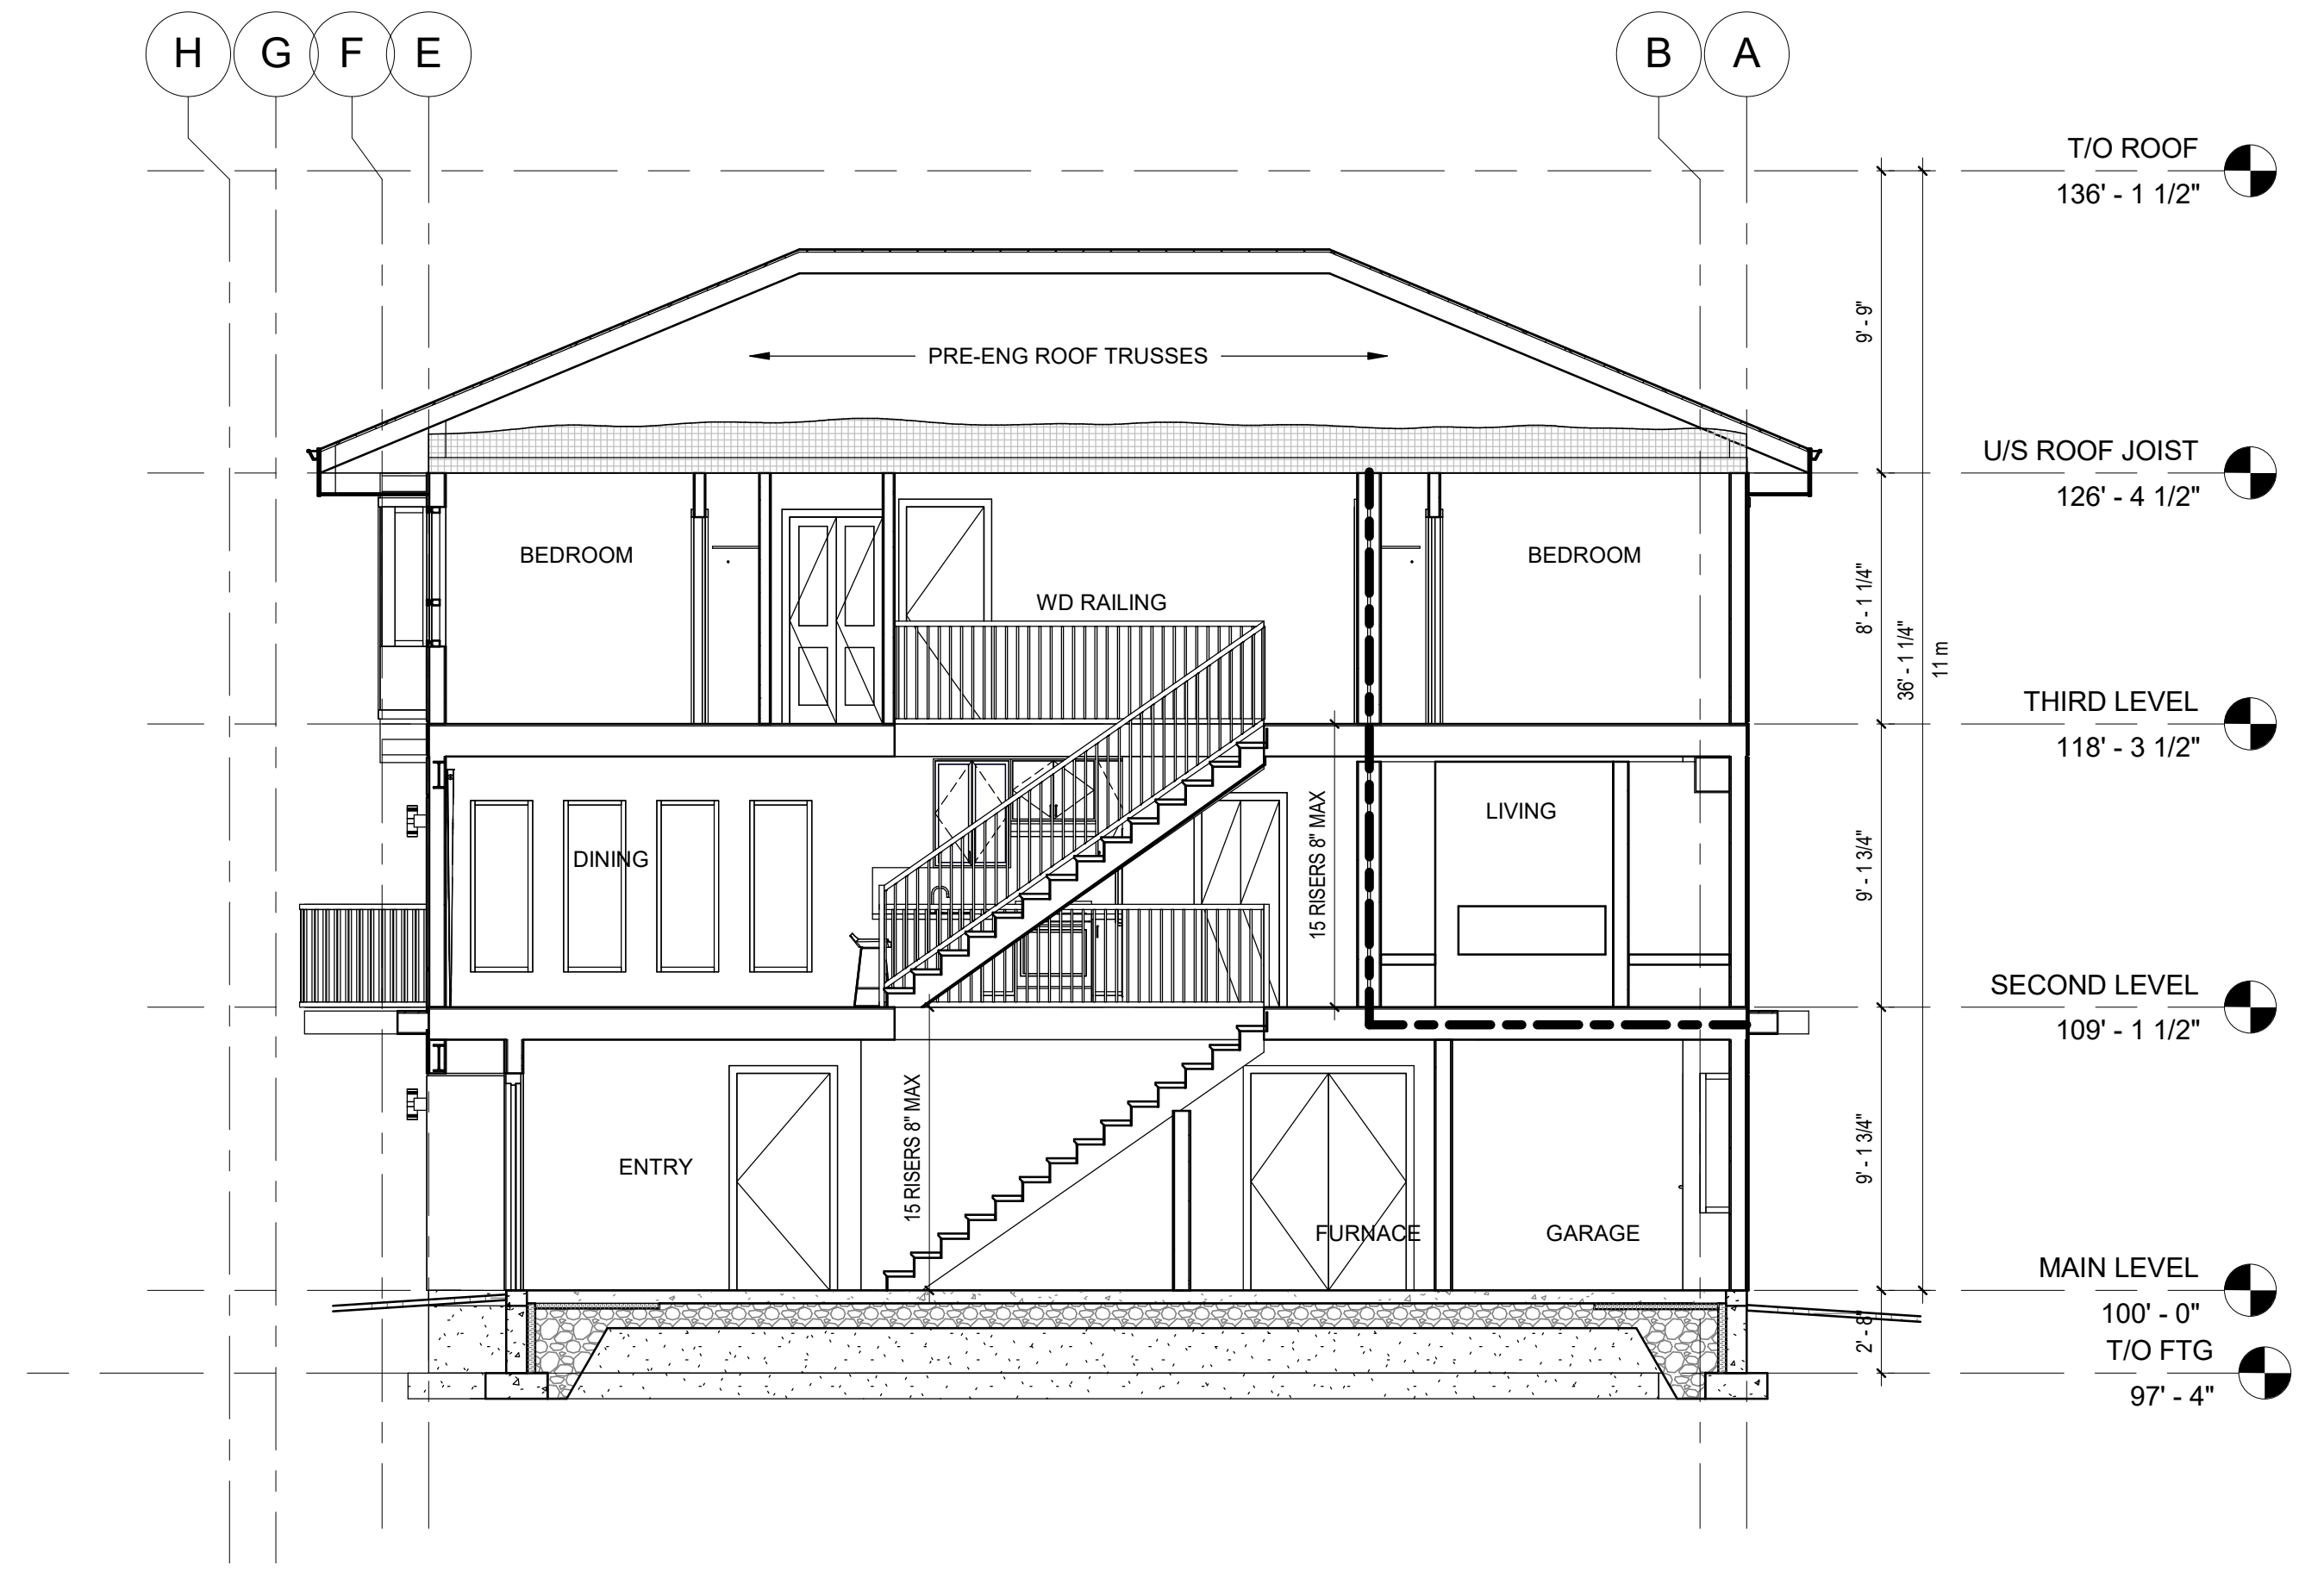 H G F E B A
T/O ROOF
136' - 1 1/2"
9' - 9"
PRE-ENG ROOF TRUSSES
U/S ROOF JOIST
126' - 4 1/2"
BEDROOM
BEDROOM
WD RAILING
8' - 1 1/4"
36' - 1 1/4"
11 m
THIRD LEVEL
118' - 3 1/2"
LIVING
DINING
15 RISERS 8" MAX
9' - 1 3/4"
SECOND LEVEL
109' - 1 1/2"
15 RISERS 8" MAX
9' - 1 3/4"
ENTRY
FURNACE
GARAGE
MAIN LEVEL
100' - 0"
2' - 8"
T/O FTG
97' - 4"